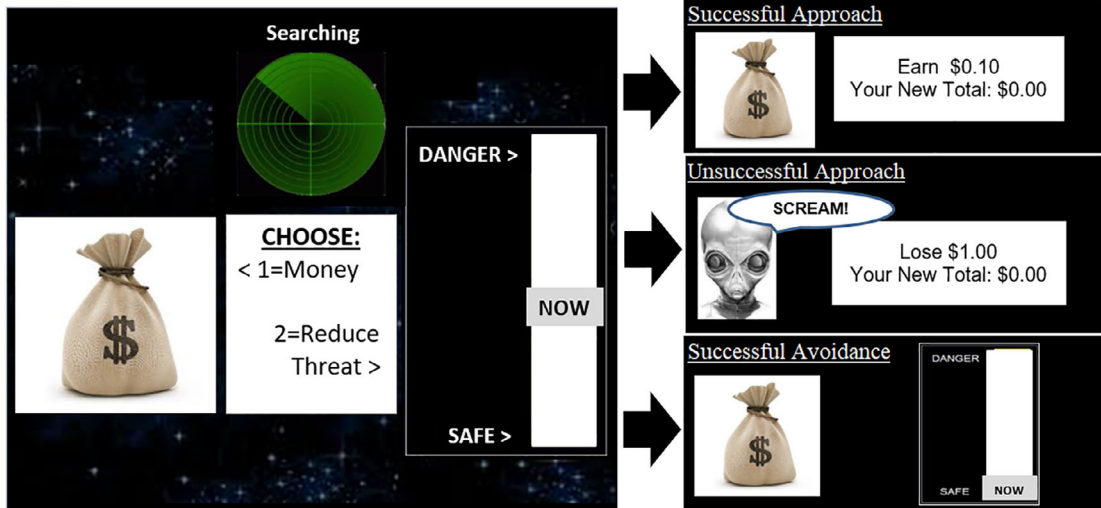 Searching
DANGER >
CHOOSE:
< 1=Money
2=Reduce
Threat >
NOW
SAFE >
$
Successful Approach
$
Earn $0.10
Your New Total: $0.00
Unsuccessful Approach
SCREAM!
Lose $1.00
Your New Total: $0.00
Successful Avoidance
$
DANGER
SAFE
NOW